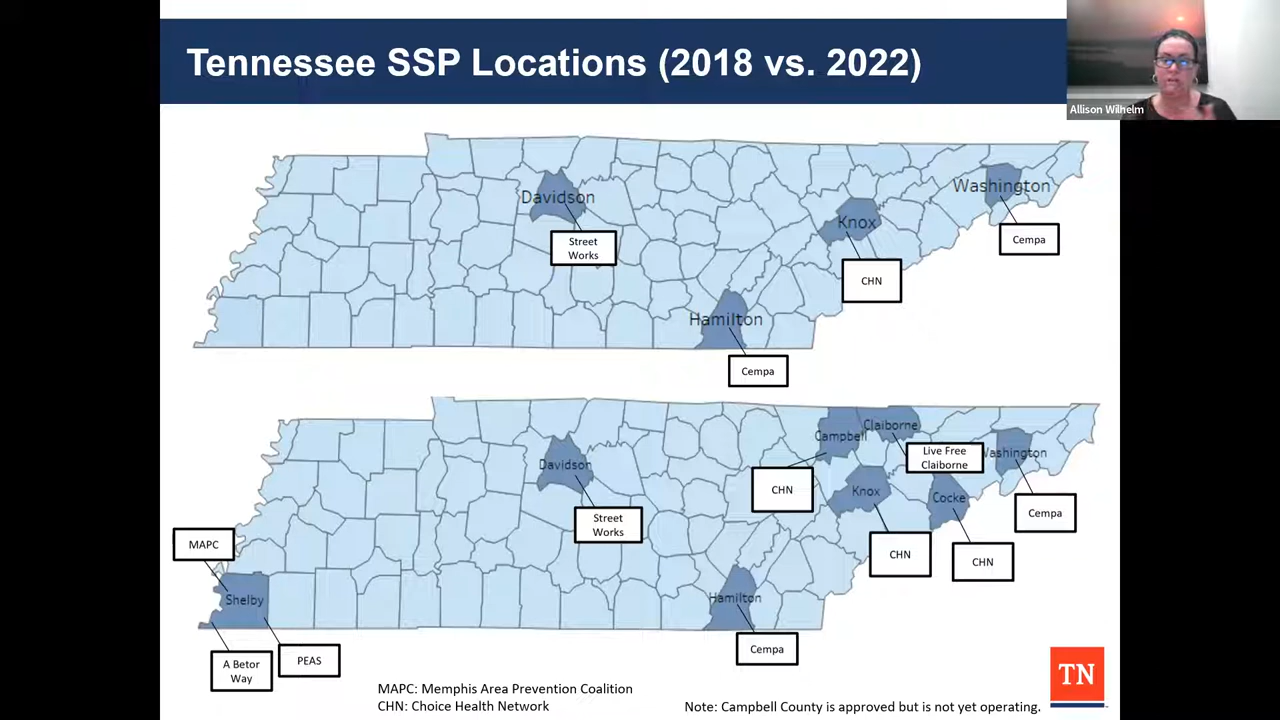 Tennessee SSP Locations (2018 vs. 2022)
Allison Wilhelm
Davidson
Washington
Knox
Street
Works
Cempa
CHN
Hamilton
Cempa
Campbell
Claiborne
Live Free
Claiborne
Washington
Davidson
CHN
Knox
Cocke
Street
Works
Cempa
MAPC
CHN
CHN
Shelby
Hamilton
Cempa
A Betor
Way
PEAS
TN
MAPC: Memphis Area Prevention Coalition
CHN: Choice Health Network
Note: Campbell County is approved but is not yet operating.